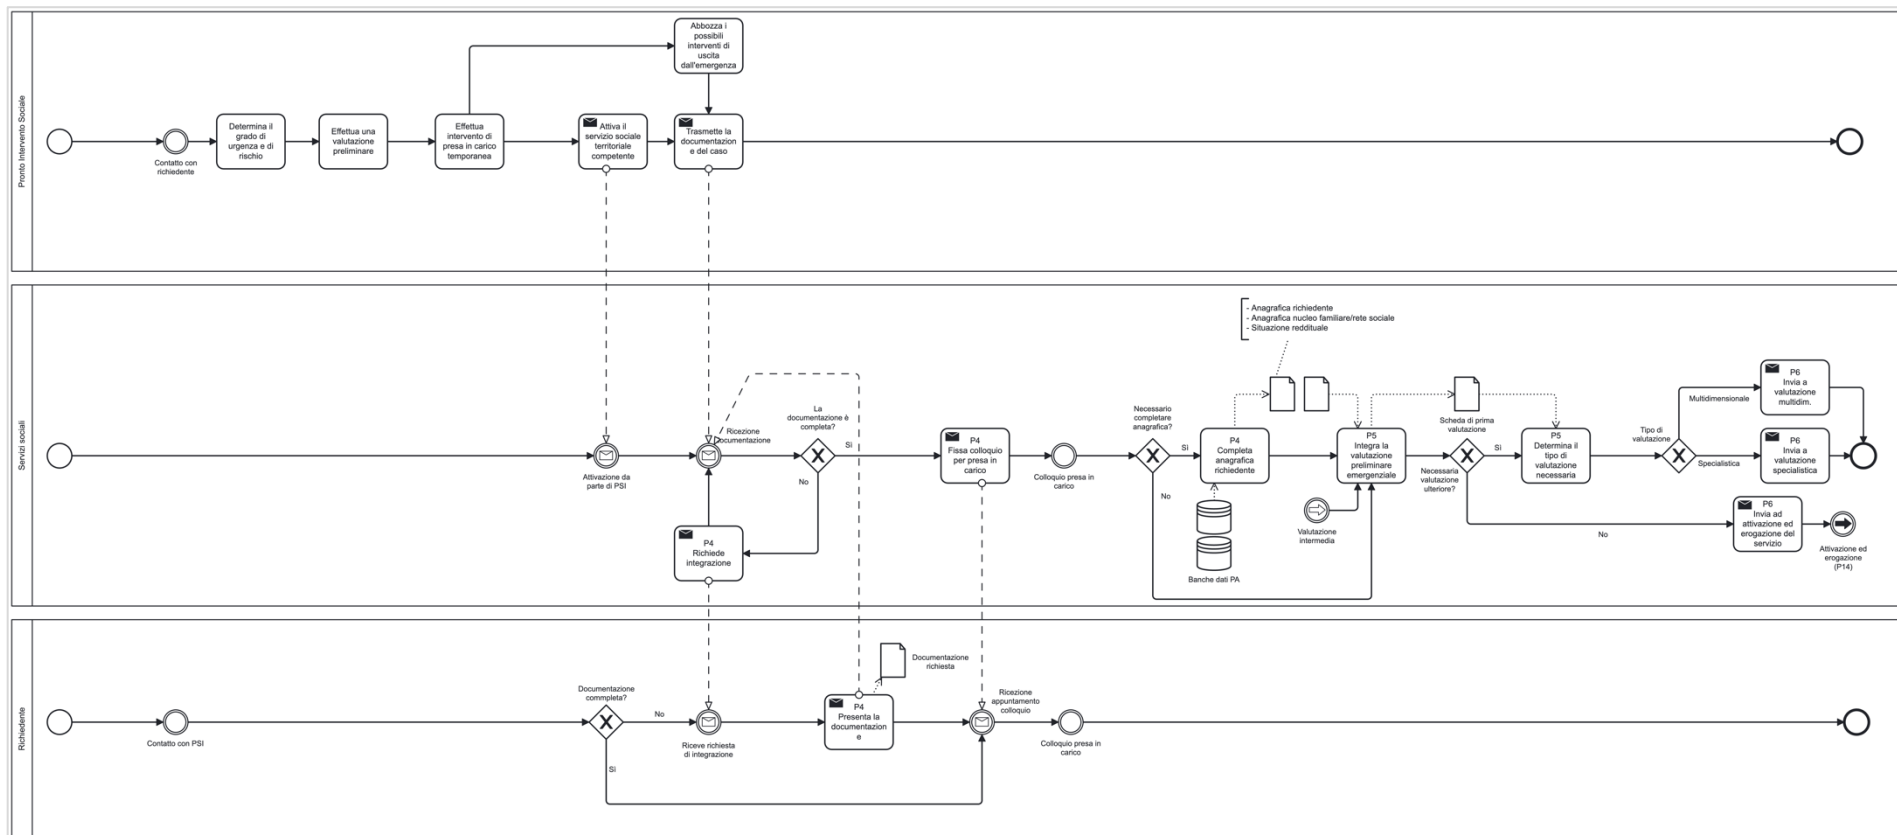 Pronto Intervento Sociale
Abbozza i
possibili
interventi di
uscita
dall'emergenza
Contatto con
richiedente
Determina il
grado di
urgenza e di
rischio
Effettua una
valutazione
preliminare
Effettua
intervento di
presa in carico
temporanea
Attiva il
servizio sociale
territoriale
competente
Trasmette la
documentazion
e del caso
Servizi sociali
Attivazione da
parte di PSI
Ricezione
documentazione
La
documentazione è
completa?
Sì
No
P4
Richiede
integrazione
P4
Fissa colloquio
per presa in
carico
Colloquio presa in
carico
Necessario
completare
anagrafica?
Sì
No
- Anagrafica richiedente
- Anagrafica nucleo familiare/rete sociale
- Situazione reddituale
P4
Completa
anagrafica
richiedente
Banche dati PA
P5
Integra la
valutazione
preliminare
emergenziale
Valutazione
intermedia
Scheda di prima
valutazione
Necessaria
valutazione
ulteriore?
Sì
No
P5
Determina il
tipo di
valutazione
necessaria
Tipo di
valutazione
Multidimensionale
Specialistica
P6
Invia a
valutazione
multidim.
P6
Invia a
valutazione
specialistica
P6
Invia ad
attivazione ed
erogazione del
servizio
Attivazione ed
erogazione
(P14)
Richiedente
Contatto con PSI
Documentazione
commpleta?
No
Sì
Riceve richiesta
di integrazione
P4
Presenta la
documentazion
e
Documentazione
richiesta
Ricezione
appuntamento
colloquio
Colloquio presa in
carico